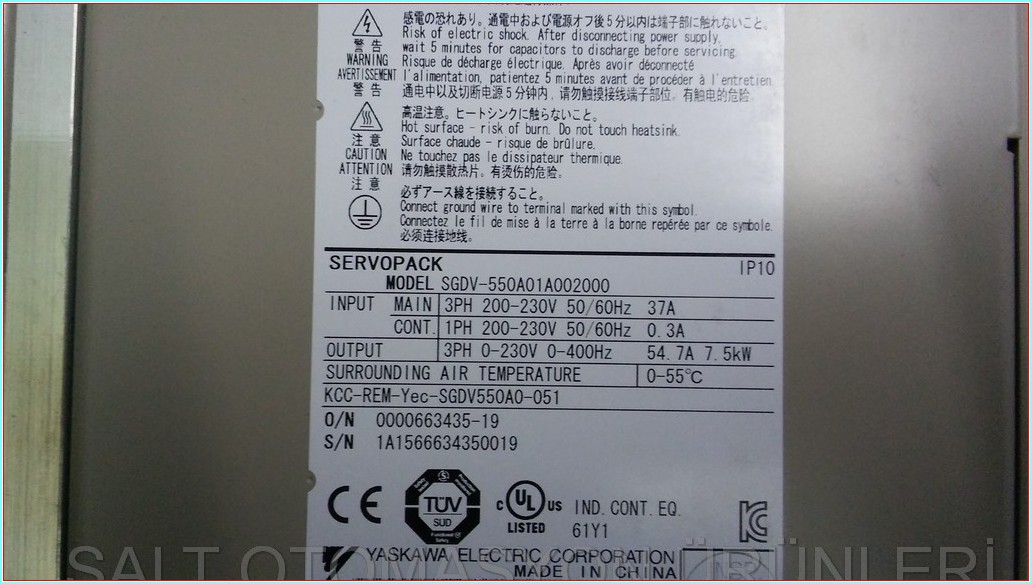 感電の恐れあり。通電中および電源オフ後5分以内は端子部に触れないこと。
Risk of electric shock. After disconnecting power supply,
wait 5 minutes for capacitors to discharge before servicing.
Risque de décharge électrique. Après avoir déconnecté
l'alimentation, patientez 5 minutes avant de procéder à l'entretien.
通电中以及切断电源5分钟内,请勿触摸接线端子部位。有触电的危险。
警告
WARNING
AVERTISSEMENT
警告
高温注意。ヒートシンクに触らないこと。
Hot surface - risk of burn. Do not touch heatsink.
Surface chaude - risque de brûlure.
Ne touchez pas le dissipateur thermique.
请勿触摸散热片。有烫伤的危险。
注意
CAUTION
ATTENTION
注意
必ずアース線を接続すること。
Connect ground wire to terminal marked with this symbol.
Connectez le fil de mise à la terre à la borne repérée par ce symbole.
必须连接地线。
SERVOPACK IP10
MODEL SGDV-550A01A002000
INPUT MAIN 3PH 200-230V 50/60Hz 37A
CONT. 1PH 200-230V 50/60Hz 0.3A
OUTPUT 3PH 0-230V 0-400Hz 54.7A 7.5kW
SURROUNDING AIR TEMPERATURE 0-55℃
KCC-REM-Yec-SGDV550A0-051
O/N 0000663435-19
S/N 1A1566634350019
CE
TÜV
SUD
Functional
Safety
c UL US
LISTED
IND. CONT. EQ.
61Y1
YASKAWA ELECTRIC CORPORATION
MADE IN CHINA
SALT OTOMASYON ÜRÜNLERİ